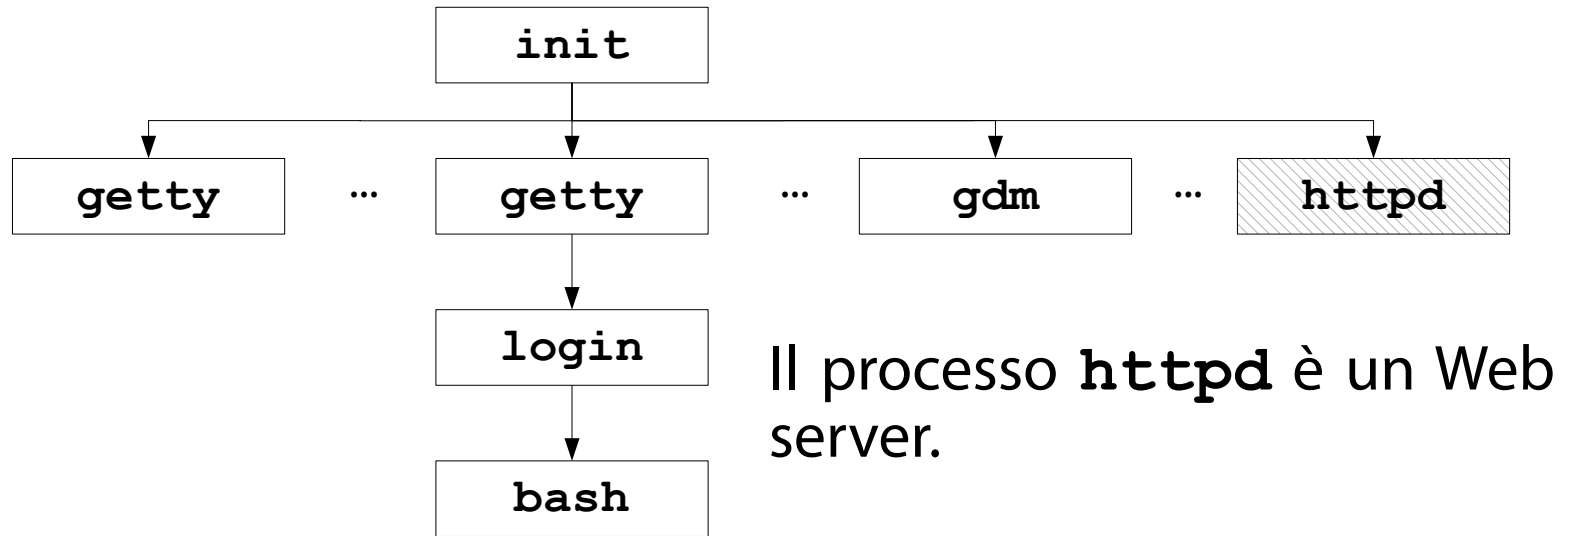 init
getty … getty … gdm … httpd
login
Il processo httpd è un Web
server.
bash